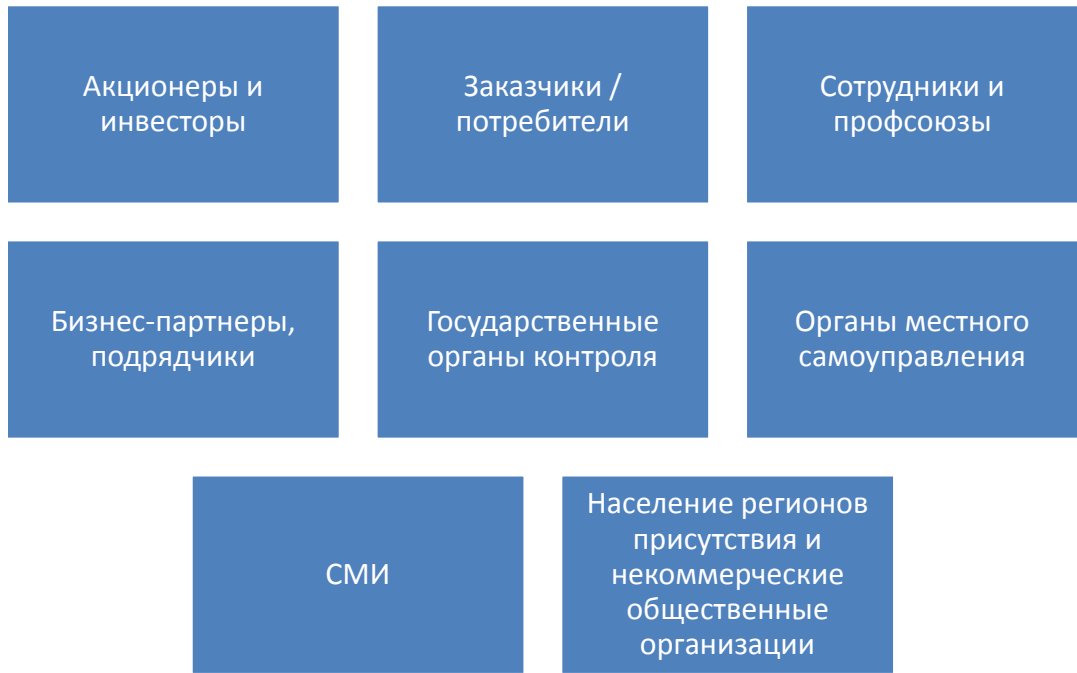 Акционеры и
инвесторы
Заказчики /
потребители
Сотрудники и
профсоюзы
Бизнес-партнеры,
подрядчики
Государственные
органы контроля
Органы местного
самоуправления
СМИ
Население регионов
присутствия и
некоммерческие
общественные
организации